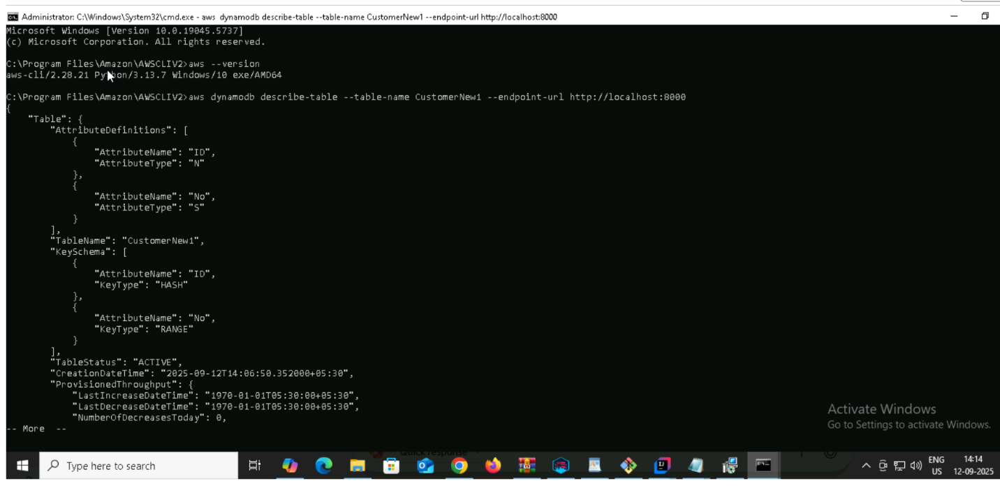 Administrator: C:\Windows\System32\cmd.exe - aws  dynamodb describe-table --table-name CustomerNew1 --endpoint-url http://localhost:8000
Microsoft Windows [Version 10.0.19045.5737]
(c) Microsoft Corporation. All rights reserved.
C:\Program Files\Amazon\AWSCLIV2>aws --version
aws-cli/2.28.21 Python/3.13.7 Windows/10 exe/AMD64
C:\Program Files\Amazon\AWSCLIV2>aws dynamodb describe-table --table-name CustomerNew1 --endpoint-url http://localhost:8000
{
    "Table": {
        "AttributeDefinitions": [
            {
                "AttributeName": "ID",
                "AttributeType": "N"
            },
            {
                "AttributeName": "No",
                "AttributeType": "S"
            }
        ],
        "TableName": "CustomerNew1",
        "KeySchema": [
            {
                "AttributeName": "ID",
                "KeyType": "HASH"
            },
            {
                "AttributeName": "No",
                "KeyType": "RANGE"
            }
        ],
        "TableStatus": "ACTIVE",
        "CreationDateTime": "2025-09-12T14:06:50.352000+05:30",
        "ProvisionedThroughput": {
            "LastIncreaseDateTime": "1970-01-01T05:30:00+05:30",
            "LastDecreaseDateTime": "1970-01-01T05:30:00+05:30",
            "NumberOfDecreasesToday": 0,
-- More  --
Activate Windows
Go to Settings to activate Windows.
Quick response
Type here to search
ENG
US
14:14
12-09-2025